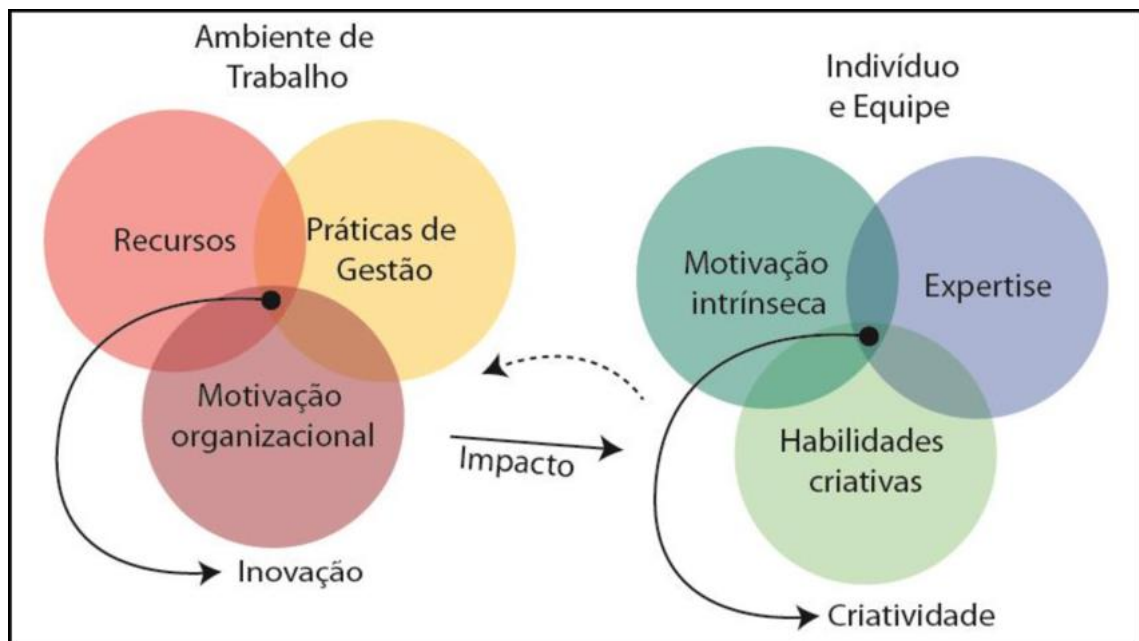 Ambiente de
Trabalho
Recursos
Práticas de
Gestão
Motivação
organizacional
Inovação
Impacto
Indivíduo
e Equipe
Motivação
intrínseca
Expertise
Habilidades
criativas
Criatividade